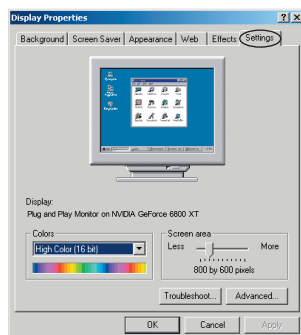 Display Properties
Background Screen Saver Appearance Web Effects Settings
Display:
Plug and Play Monitor on NVIDIA GeForce 6800 XT
Colors
High Color (16 bit)
Screen area
Less More
800 by 600 pixels
Troubleshoot... Advanced...
OK Cancel Apply